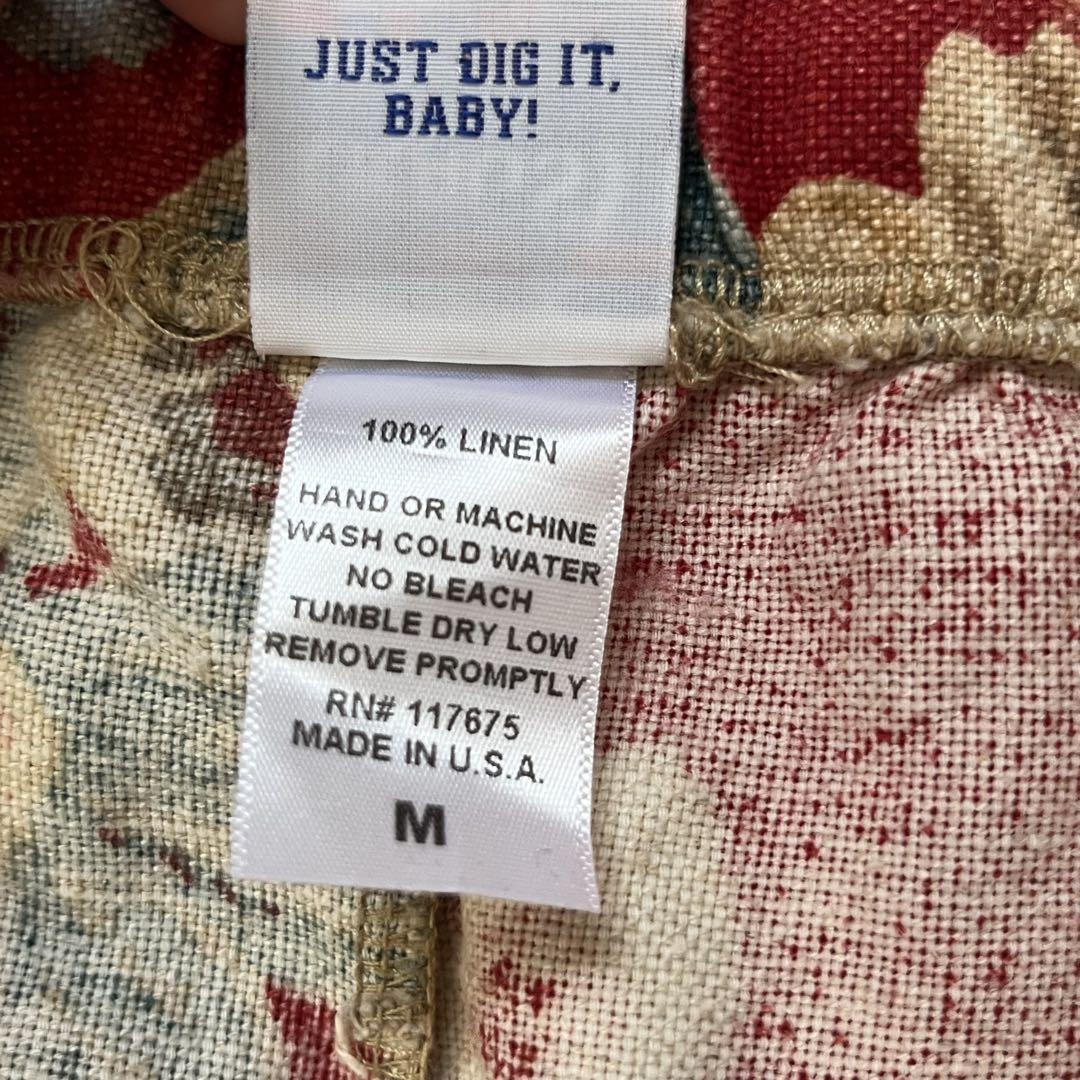 JUST DIG IT,
BABY!
100% LINEN
HAND OR MACHINE
WASH COLD WATER
NO BLEACH
TUMBLE DRY LOW
REMOVE PROMPTLY
RN# 117675
MADE IN U.S.A.
M